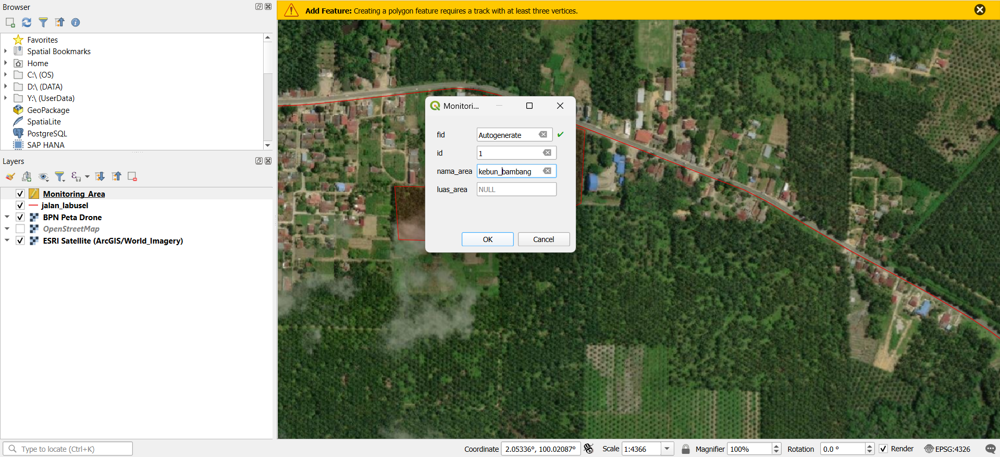 Browser
Favorites
Spatial Bookmarks
Home
C:\ (OS)
D:\ (DATA)
Y:\ (UserData)
GeoPackage
SpatiaLite
PostgreSQL
SAP HANA
Layers
Monitoring_Area
jalan_labusel
BPN Peta Drone
OpenStreetMap
ESRI Satellite (ArcGIS/World_Imagery)
Add Feature: Creating a polygon feature requires a track with at least three vertices.
Monitori...
fid Autogenerate
id 1
nama_area kebun_bambang
luas_area NULL
OK Cancel
Type to locate (Ctrl+K) Coordinate 2.05336°, 100.02087° Scale 1:4366 Magnifier 100% Rotation 0.0 ° Render EPSG:4326